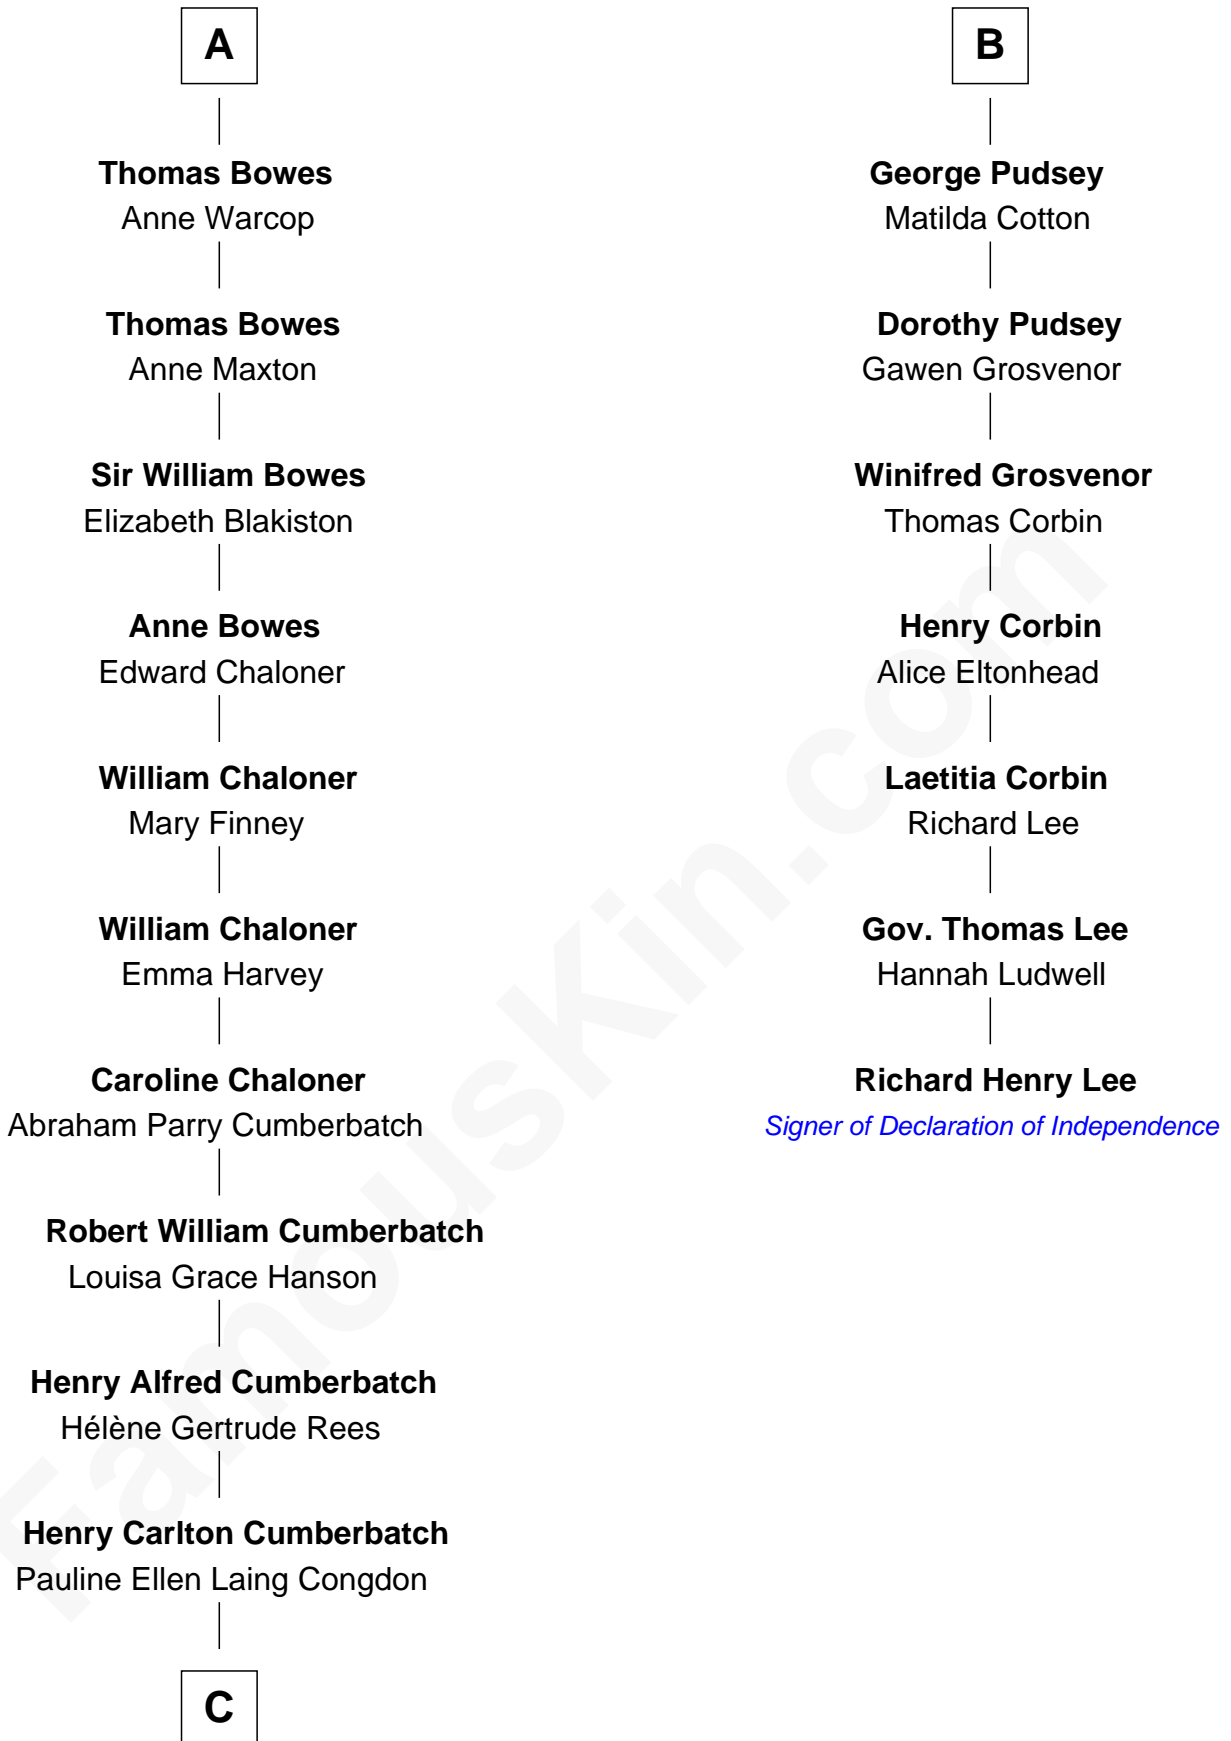 A
Thomas Bowes
Anne Warcop
Thomas Bowes
Anne Maxton
Sir William Bowes
Elizabeth Blakiston
Anne Bowes
Edward Chaloner
William Chaloner
Mary Finney
William Chaloner
Emma Harvey
Caroline Chaloner
Abraham Parry Cumberbatch
Robert William Cumberbatch
Louisa Grace Hanson
Henry Alfred Cumberbatch
Hélène Gertrude Rees
Henry Carlton Cumberbatch
Pauline Ellen Laing Congdon
C
B
George Pudsey
Matilda Cotton
Dorothy Pudsey
Gawen Grosvenor
Winifred Grosvenor
Thomas Corbin
Henry Corbin
Alice Eltonhead
Laetitia Corbin
Richard Lee
Gov. Thomas Lee
Hannah Ludwell
Richard Henry Lee
Signer of Declaration of Independence
FamousKin.com